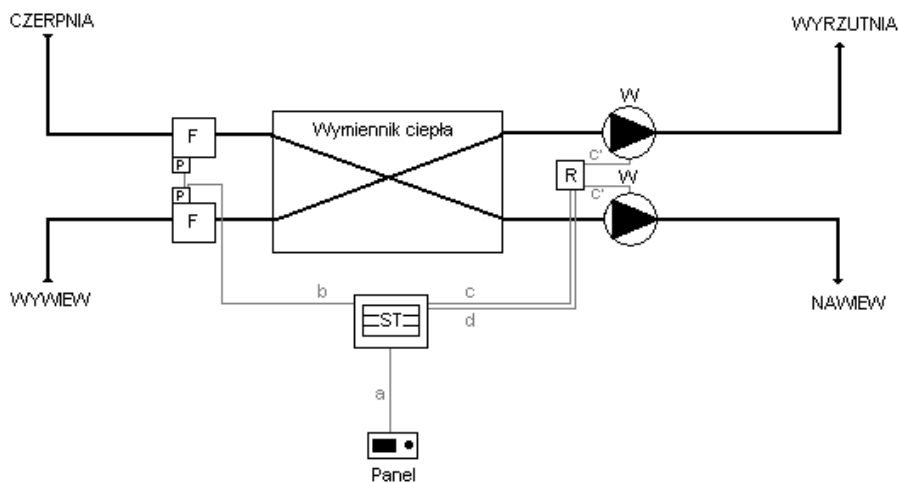 CZERPNIA
WYRZUTNIA
W
F
Wymiennik ciepła
P
c'
R
P
c'
W
F
WYWIEW
b
c
NAWIEW
d
ST
a
Panel